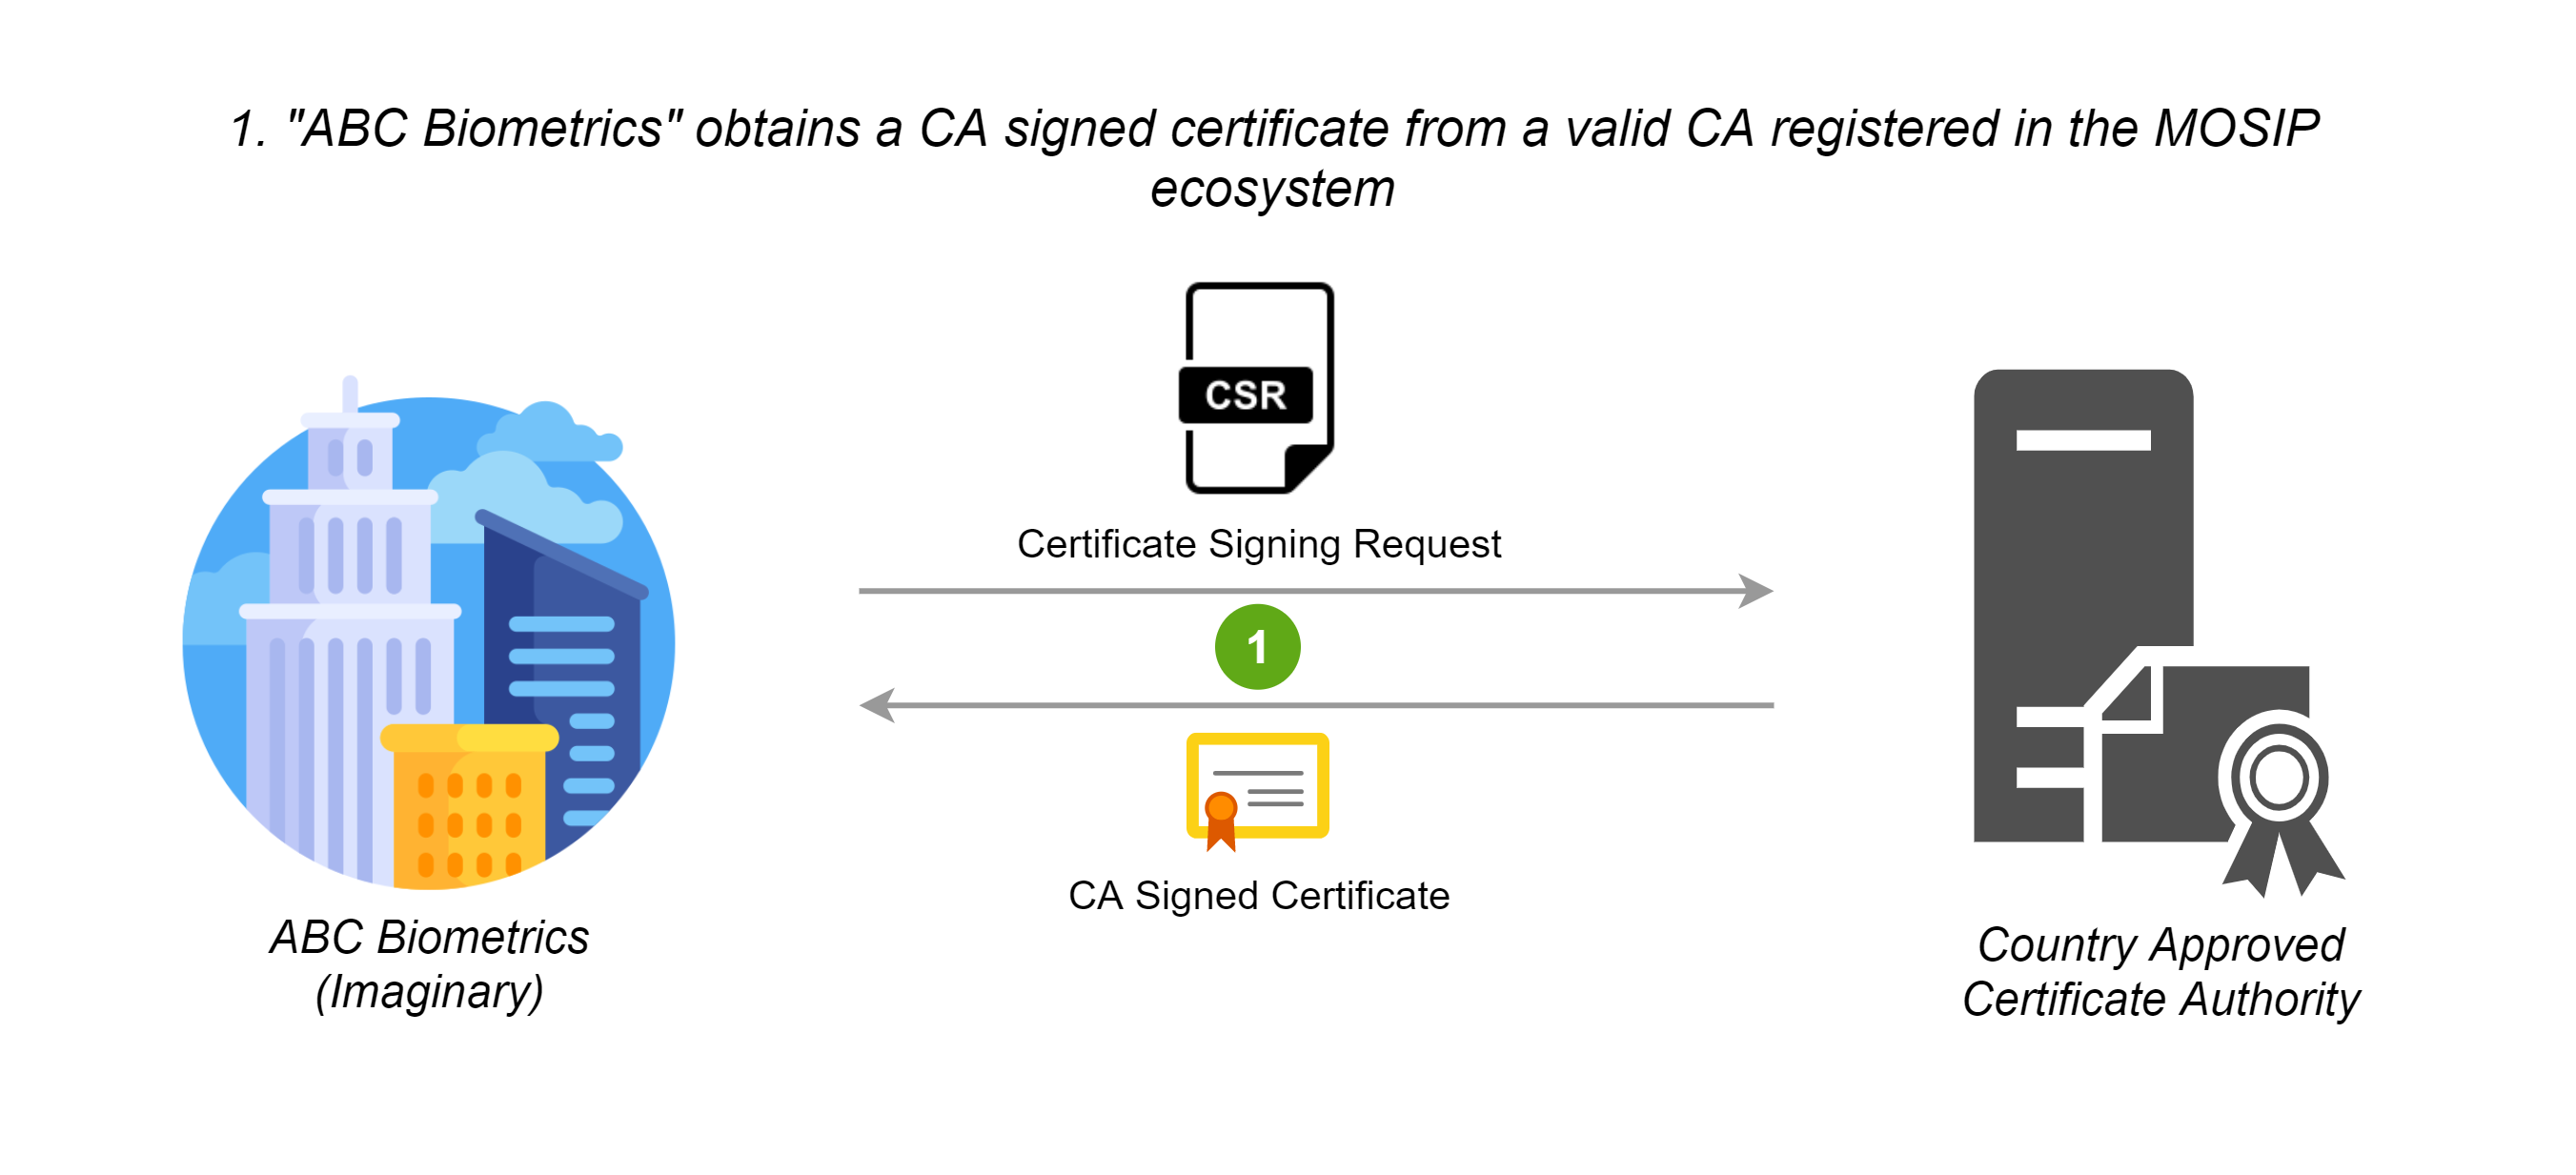 1. "ABC Biometrics" obtains a CA signed certificate from a valid CA registered in the MOSIP
ecosystem
CSR
Certificate Signing Request
1
CA Signed Certificate
ABC Biometrics
(Imaginary)
Country Approved
Certificate Authority